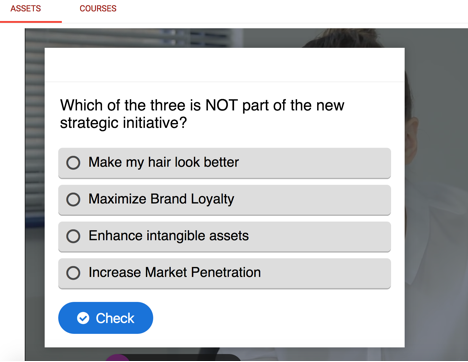 ASSETS COURSES
Which of the three is NOT part of the new
strategic initiative?
Make my hair look better
Maximize Brand Loyalty
Enhance intangible assets
Increase Market Penetration
Check